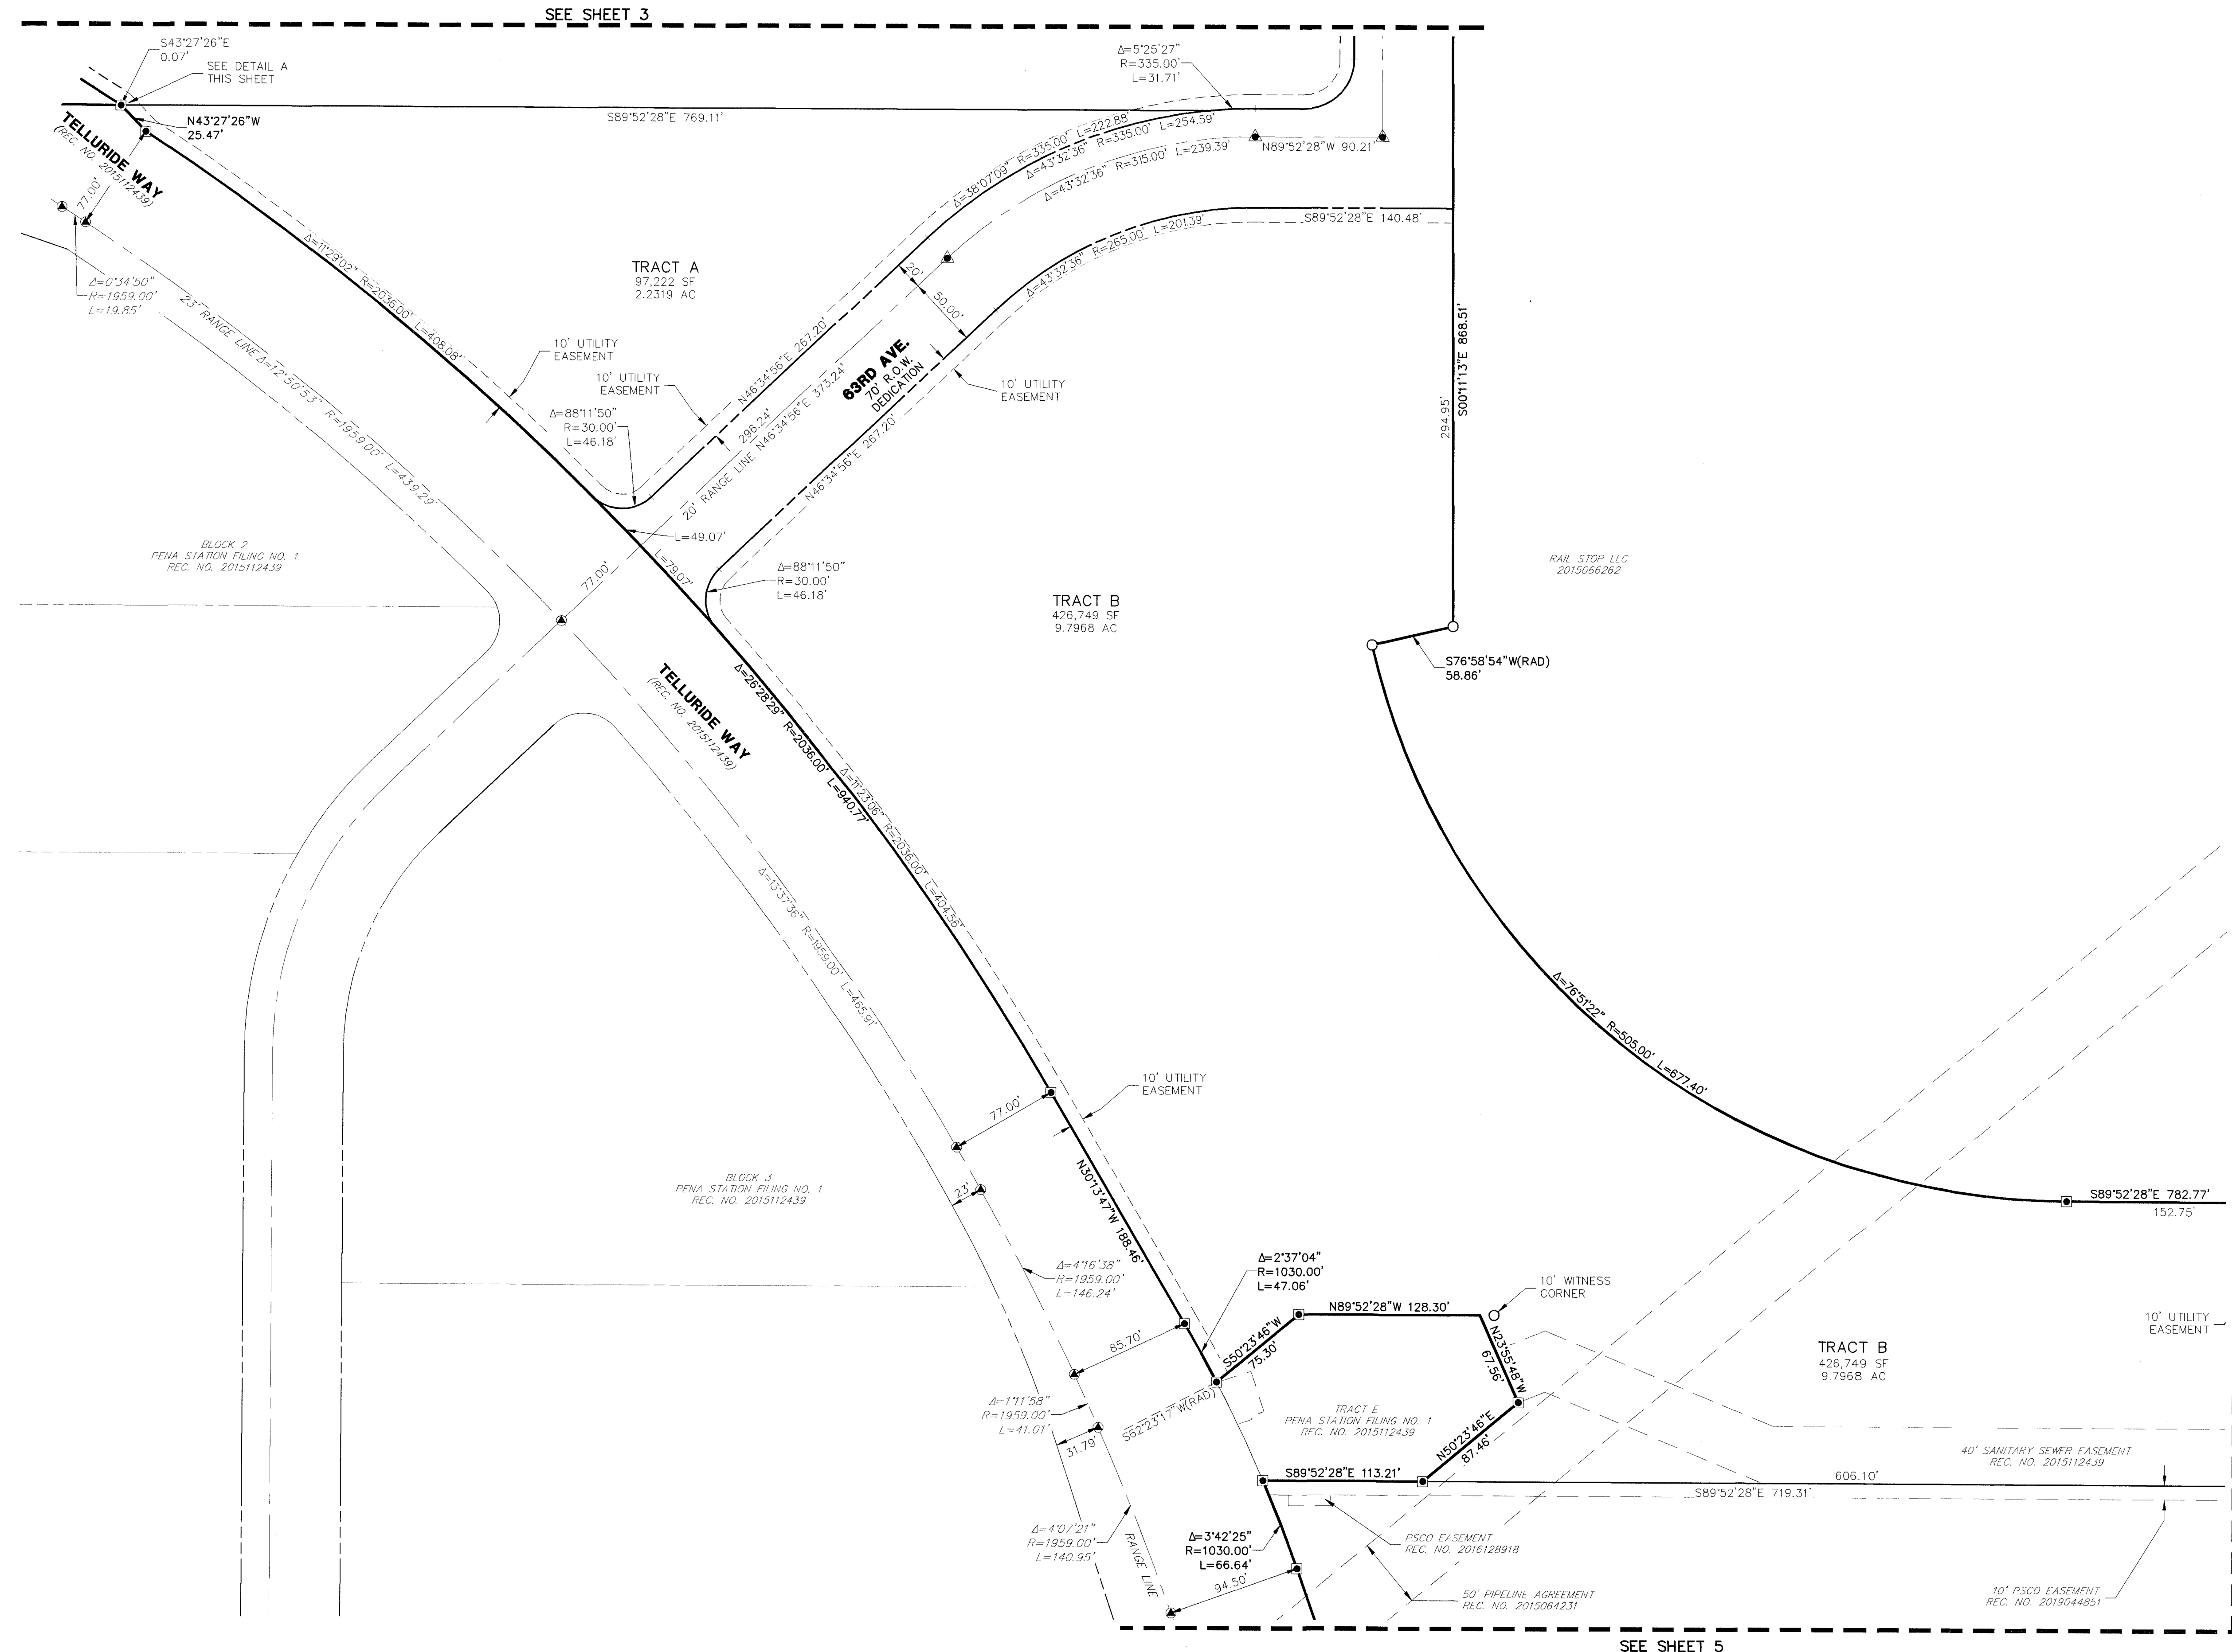 SEE SHEET 3
S43°27'26"E
0.07'
SEE DETAIL A
THIS SHEET
Δ=5°25'27"
R=335.00'
L=31.71'
S89°52'28"E 769.11'
N43°27'26"W
25.47'
TELLURIDE WAY
(REC. NO. 2015112439)
77.00'
Δ=0°34'50"
R=1959.00'
L=19.85'
Δ=38°07'09" R=335.00' L=222.88'
Δ=43°32'36" R=335.00' L=254.59'
Δ=43°32'36" R=315.00' L=239.39'
N89°52'28"W 90.21'
S89°52'28"E 140.48'
Δ=43°32'36" R=265.00' L=201.39'
Δ=11°29'02" R=2036.00' L=408.08'
23' RANGE LINE Δ=12°50'53" R=1959.00' L=439.29'
TRACT A
97,222 SF
2.2319 AC
20'
50.00'
10' UTILITY
EASEMENT
10' UTILITY
EASEMENT
N46°34'56"E 267.20'
63RD AVE.
70' R.O.W.
DEDICATION
10' UTILITY
EASEMENT
296.24'
20' RANGE LINE N46°34'56"E 373.24'
N46°34'56"E 267.20'
Δ=88°11'50"
R=30.00'
L=46.18'
294.95'
S00°11'13"E 868.51'
L=49.07'
L=79.07'
77.00'
Δ=88°11'50"
R=30.00'
L=46.18'
BLOCK 2
PENA STATION FILING NO. 1
REC. NO. 2015112439
TRACT B
426,749 SF
9.7968 AC
RAIL STOP LLC
2015066262
S76°58'54"W(RAD)
58.86'
TELLURIDE WAY
(REC. NO. 2015112439)
Δ=26°28'29" R=2036.00' L=940.77'
Δ=11°23'06" R=2036.00' L=404.56'
Δ=13°37'36" R=1959.00' L=465.91'
Δ=76°51'22" R=505.00' L=677.40'
10' UTILITY
EASEMENT
77.00'
N30°13'47"W 188.46'
BLOCK 3
PENA STATION FILING NO. 1
REC. NO. 2015112439
23'
S89°52'28"E 782.77'
152.75'
Δ=4°16'38"
R=1959.00'
L=146.24'
Δ=2°37'04"
R=1030.00'
L=47.06'
10' WITNESS
CORNER
N89°52'28"W 128.30'
10' UTILITY
EASEMENT
85.70'
S50°23'46"W
75.30'
N23°55'48"W
67.56'
TRACT B
426,749 SF
9.7968 AC
Δ=1°11'58"
R=1959.00'
L=41.01'
31.79'
S62°23'17"W(RAD)
TRACT E
PENA STATION FILING NO. 1
REC. NO. 2015112439
N50°23'46"E
87.46'
S89°52'28"E 113.21'
40' SANITARY SEWER EASEMENT
REC. NO. 2015112439
606.10'
S89°52'28"E 719.31'
Δ=4°07'21"
R=1959.00'
L=140.95'
RANGE LINE
Δ=3°42'25"
R=1030.00'
L=66.64'
94.50'
PSCO EASEMENT
REC. NO. 2016128918
50' PIPELINE AGREEMENT
REC. NO. 2015064231
10' PSCO EASEMENT
REC. NO. 2019044851
SEE SHEET 5